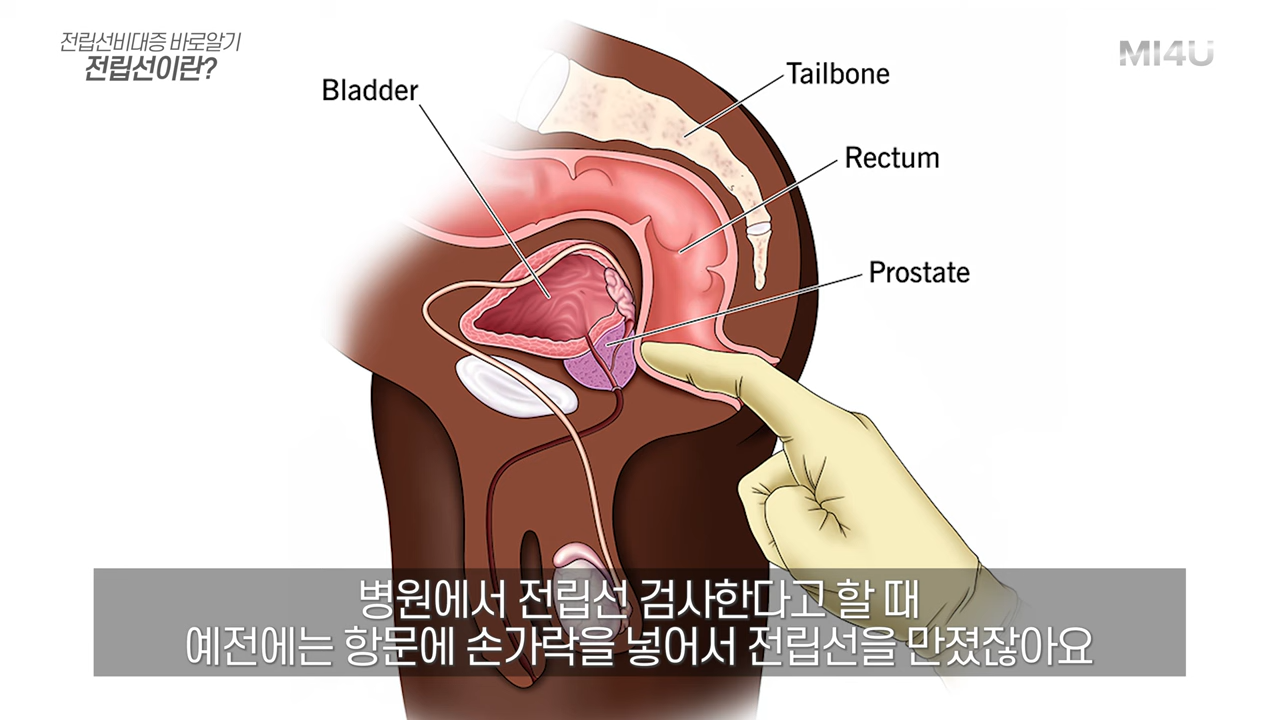 전립선비대증 바로알기
전립선이란?
MI4U
Bladder
Tailbone
Rectum
Prostate
병원에서 전립선 검사한다고 할 때
예전에는 항문에 손가락을 넣어서 전립선을 만졌잖아요